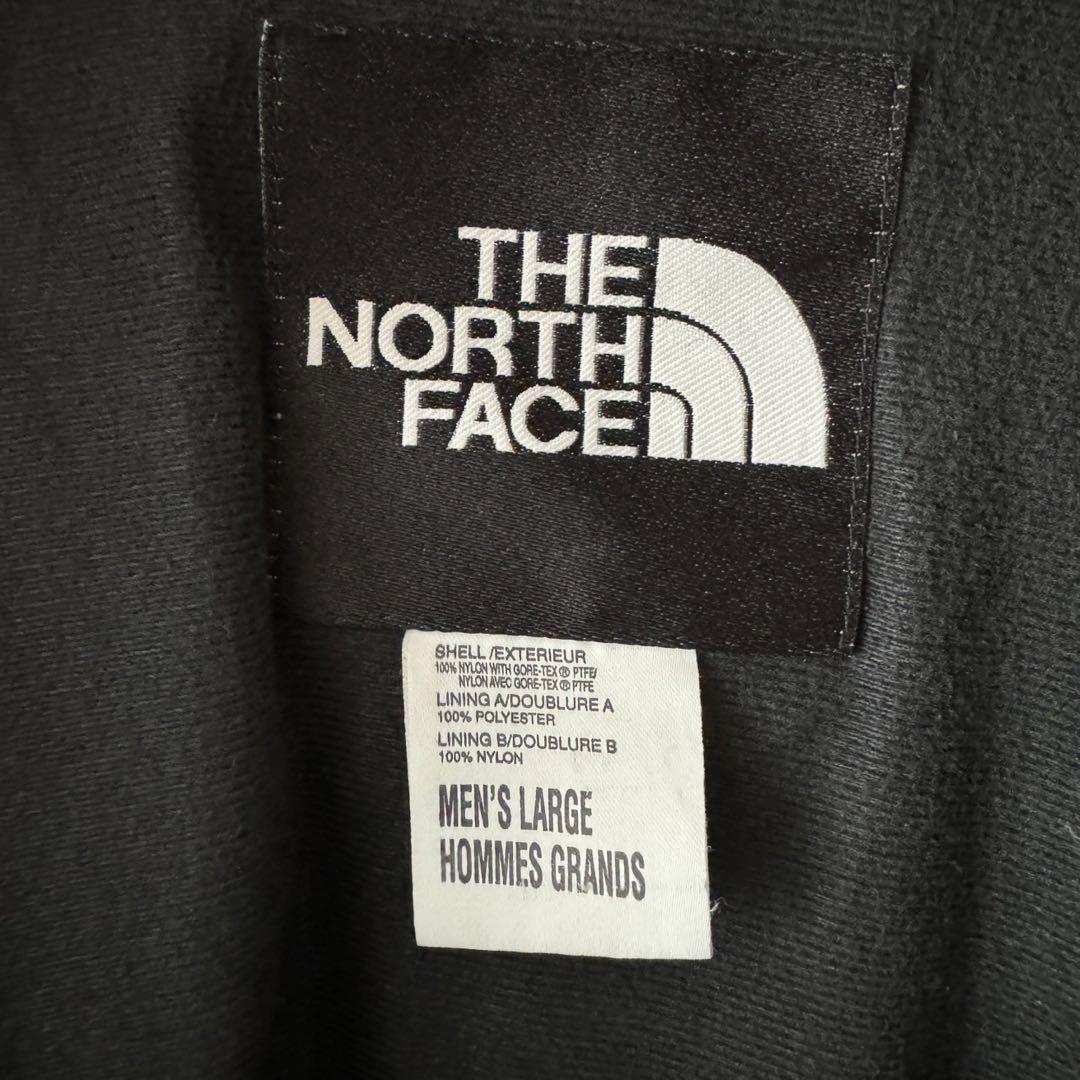 THE
NORTH
FACE
SHELL/EXTERIEUR
100% NYLON WITH GORE-TEX® PTFE/
NYLON AVEC GORE-TEX® PTFE
LINING A/DOUBLURE A
100% POLYESTER
LINING B/DOUBLURE B
100% NYLON
MEN'S LARGE
HOMMES GRANDS